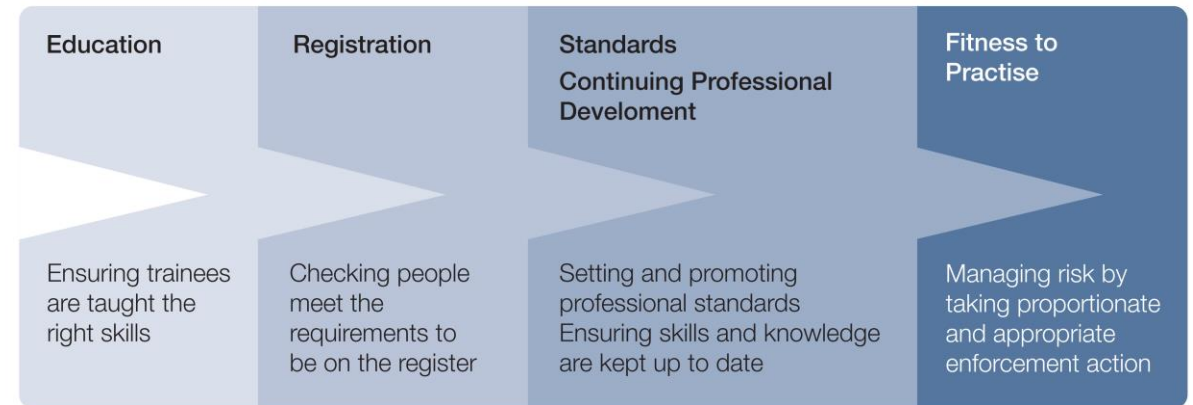 Education
Ensuring trainees
are taught the
right skills
Registration
Checking people
meet the
requirements to
be on the register
Standards
Continuing Professional
Develoment
Setting and promoting
professional standards
Ensuring skills and knowledge
are kept up to date
Fitness to
Practise
Managing risk by
taking proportionate
and appropriate
enforcement action